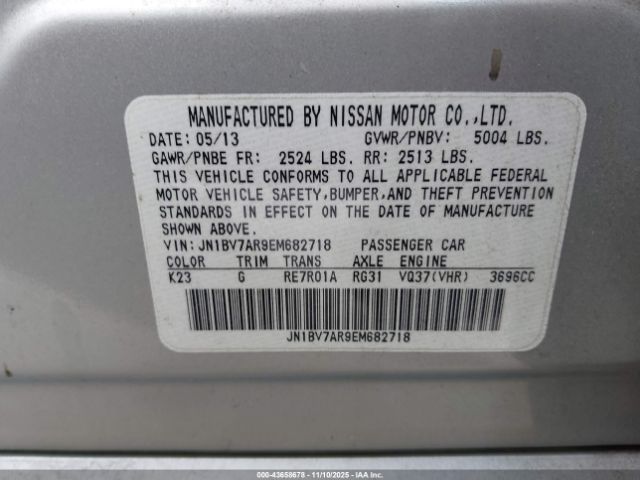 MANUFACTURED BY NISSAN MOTOR CO.,LTD.
DATE: 05/13 GVWR/PNBV: 5004 LBS.
GAWR/PNBE FR: 2524 LBS. RR: 2513 LBS.
THIS VEHICLE CONFORMS TO ALL APPLICABLE FEDERAL
MOTOR VEHICLE SAFETY,BUMPER,AND THEFT PREVENTION
STANDARDS IN EFFECT ON THE DATE OF MANUFACTURE
SHOWN ABOVE.
VIN: JN1BV7AR9EM682718 PASSENGER CAR
COLOR TRIM TRANS AXLE ENGINE
K23 G RE7R01A RG31 VQ37(VHR) 3696CC
JN1BV7AR9EM682718
000-43658678 - 11/10/2025 - IAAI.COM